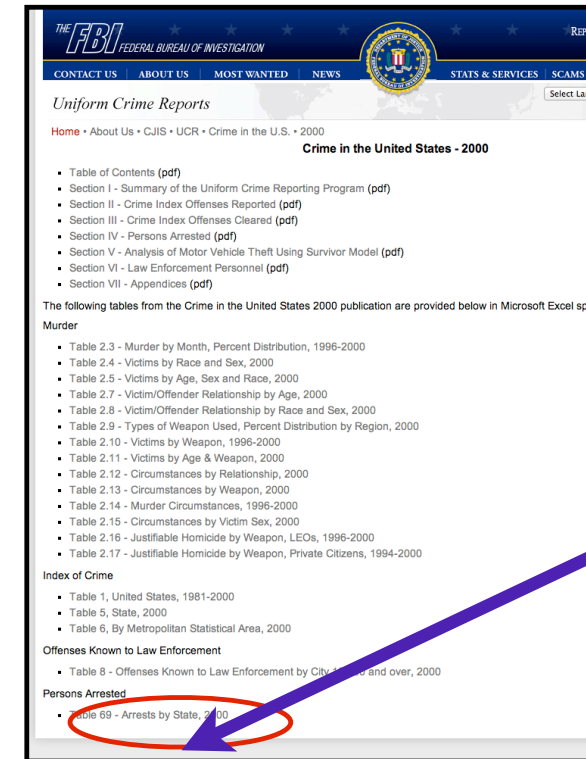 THE FBI FEDERAL BUREAU OF INVESTIGATION
CONTACT US ABOUT US MOST WANTED NEWS STATS & SERVICES SCAMS
Uniform Crime Reports
Home • About Us • CJIS • UCR • Crime in the U.S. • 2000
Crime in the United States - 2000
▪ Table of Contents (pdf)
▪ Section I - Summary of the Uniform Crime Reporting Program (pdf)
▪ Section II - Crime Index Offenses Reported (pdf)
▪ Section III - Crime Index Offenses Cleared (pdf)
▪ Section IV - Persons Arrested (pdf)
▪ Section V - Analysis of Motor Vehicle Theft Using Survivor Model (pdf)
▪ Section VI - Law Enforcement Personnel (pdf)
▪ Section VII - Appendices (pdf)
The following tables from the Crime in the United States 2000 publication are provided below in Microsoft Excel sp
Murder
▪ Table 2.3 - Murder by Month, Percent Distribution, 1996-2000
▪ Table 2.4 - Victims by Race and Sex, 2000
▪ Table 2.5 - Victims by Age, Sex and Race, 2000
▪ Table 2.7 - Victim/Offender Relationship by Age, 2000
▪ Table 2.8 - Victim/Offender Relationship by Race and Sex, 2000
▪ Table 2.9 - Types of Weapon Used, Percent Distribution by Region, 2000
▪ Table 2.10 - Victims by Weapon, 1996-2000
▪ Table 2.11 - Victims by Age & Weapon, 2000
▪ Table 2.12 - Circumstances by Relationship, 2000
▪ Table 2.13 - Circumstances by Weapon, 2000
▪ Table 2.14 - Murder Circumstances, 1996-2000
▪ Table 2.15 - Circumstances by Victim Sex, 2000
▪ Table 2.16 - Justifiable Homicide by Weapon, LEOs, 1996-2000
▪ Table 2.17 - Justifiable Homicide by Weapon, Private Citizens, 1994-2000
Index of Crime
▪ Table 1, United States, 1981-2000
▪ Table 5, State, 2000
▪ Table 6, By Metropolitan Statistical Area, 2000
Offenses Known to Law Enforcement
▪ Table 8 - Offenses Known to Law Enforcement by City and over, 2000
Persons Arrested
▪ Table 69 - Arrests by State,